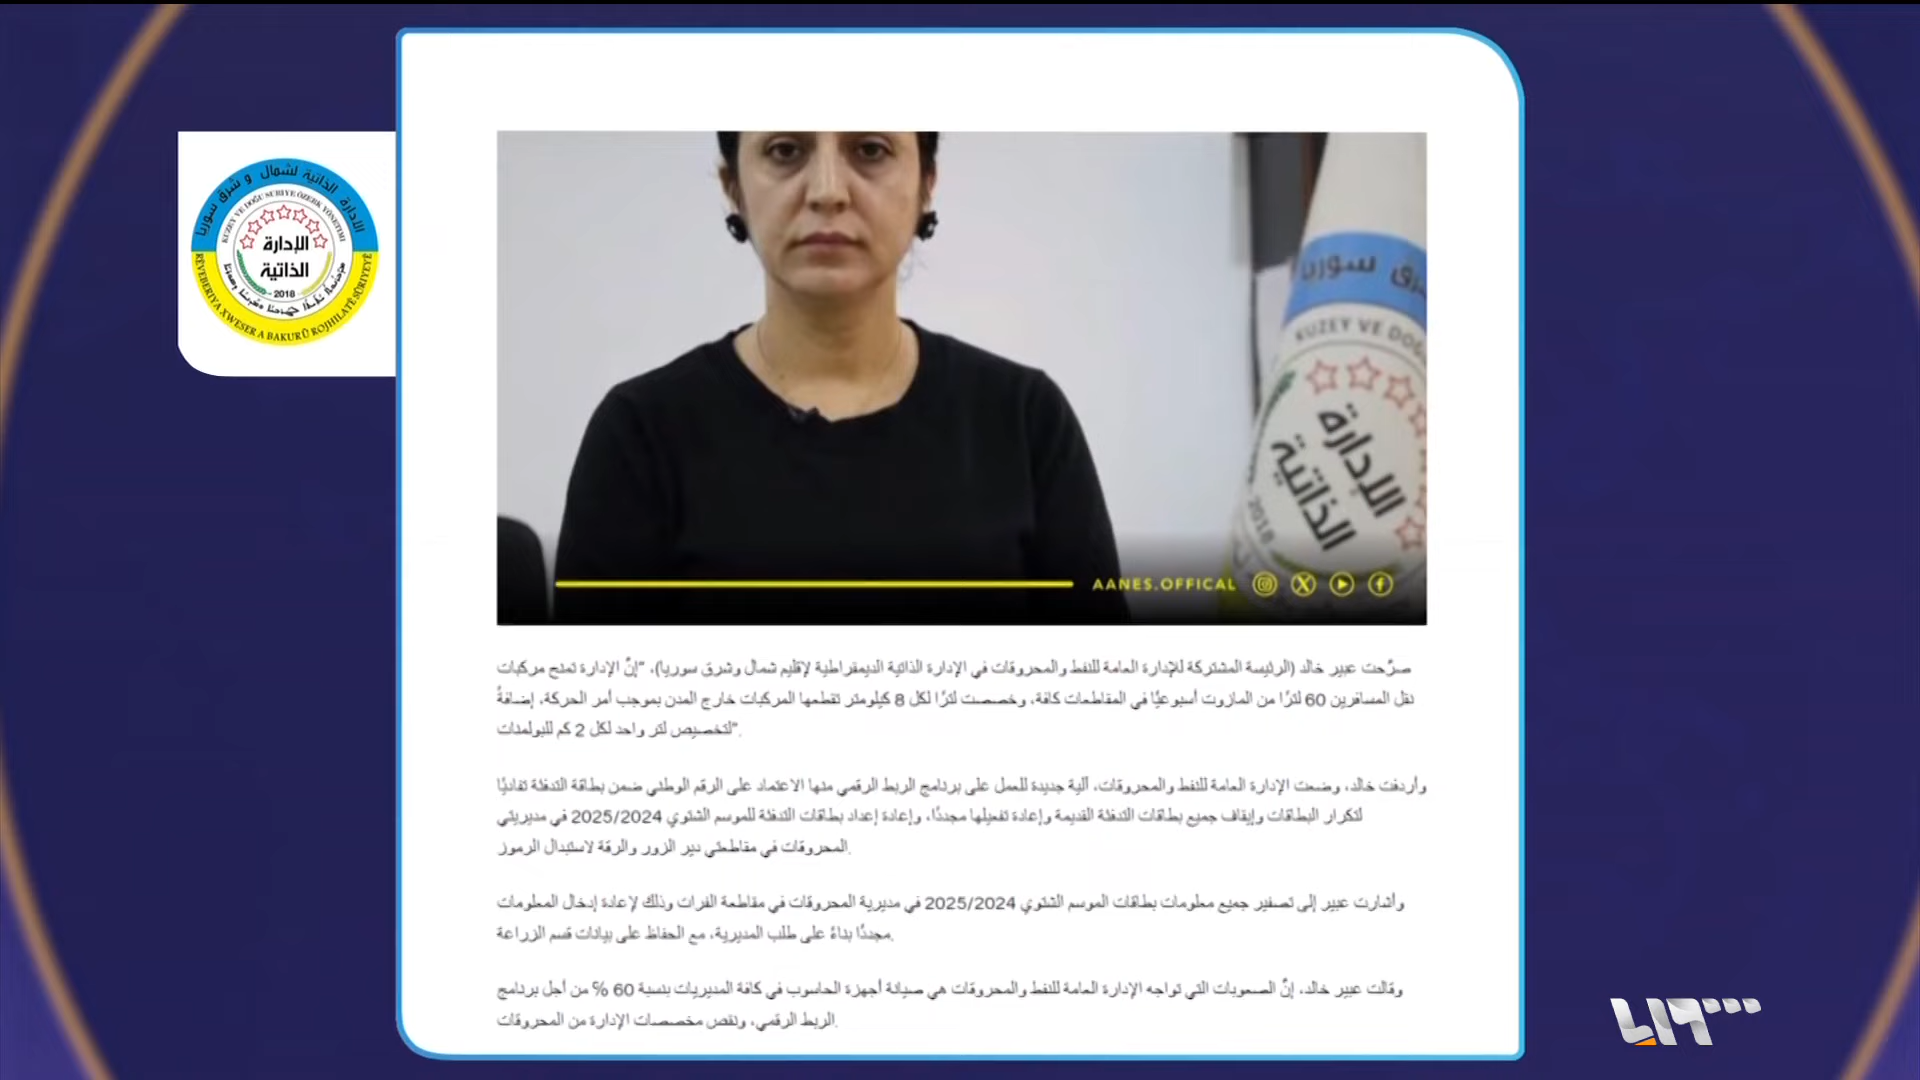 الإدارة الذاتية لشمال و شرق سوريا
KUZEY VE DOĞU SURIYE ÖZERK YÖNETIMI
الإدارة
الذاتية
2018
RÊVEBERIYA XWESER A BAKURÛ ROJHILATÊ SÛRIYEYÊ
رق سوريا
KUZEY VE DOĞU
الإدارة
الذاتية
2018
AANES.OFFICAL
صرَّحت عبير خالد (الرئيسة المشتركة للإدارة العامة للنفط والمحروقات في الإدارة الذاتية الديمقراطية لإقليم شمال وشرق سوريا)، "إنَّ الإدارة تمنح مركبات
نقل المسافرين 60 لترًا من المازوت أسبوعيًّا في المقاطعات كافة، وخصصت لترًا لكل 8 كيلومتر تقطعها المركبات خارج المدن بموجب أمر الحركة، إضافةً
لتخصيص لتر واحد لكل 2 كم للبولمنات".
وأردفت خالد، وضعت الإدارة العامة للنفط والمحروقات، آلية جديدة للعمل على برنامج الربط الرقمي منها الاعتماد على الرقم الوطني ضمن بطاقة التدفئة تفاديًا
لتكرار البطاقات وإيقاف جميع بطاقات التدفئة القديمة وإعادة تفعيلها مجددًا، وإعادة إعداد بطاقات التدفئة للموسم الشتوي 2025/2024 في مديريتي
المحروقات في مقاطعتي دير الزور والرقة لاستبدال الرموز.
وأشارت عبير إلى تصفير جميع معلومات بطاقات الموسم الشتوي 2025/2024 في مديرية المحروقات في مقاطعة الفرات وذلك لإعادة إدخال المعلومات
مجددًا بناءً على طلب المديرية، مع الحفاظ على بيانات قسم الزراعة.
وقالت عبير خالد، إنَّ الصعوبات التي تواجه الإدارة العامة للنفط والمحروقات هي صيانة أجهزة الحاسوب في كافة المديريات بنسبة 60 % من أجل برنامج
الربط الرقمي، ونقص مخصصات الإدارة من المحروقات.